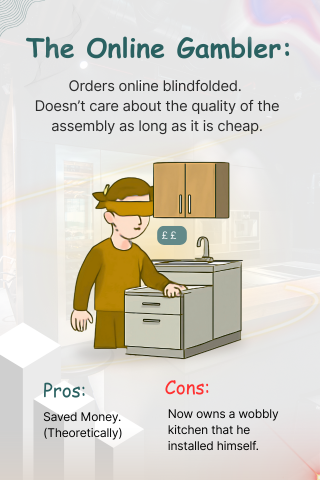 The Online Gambler:
Orders online blindfolded.
Doesn't care about the quality of the
assembly as long as it is cheap.
££
Pros:
Saved Money.
(Theoretically)
Cons:
Now owns a wobbly
kitchen that he
installed himself.